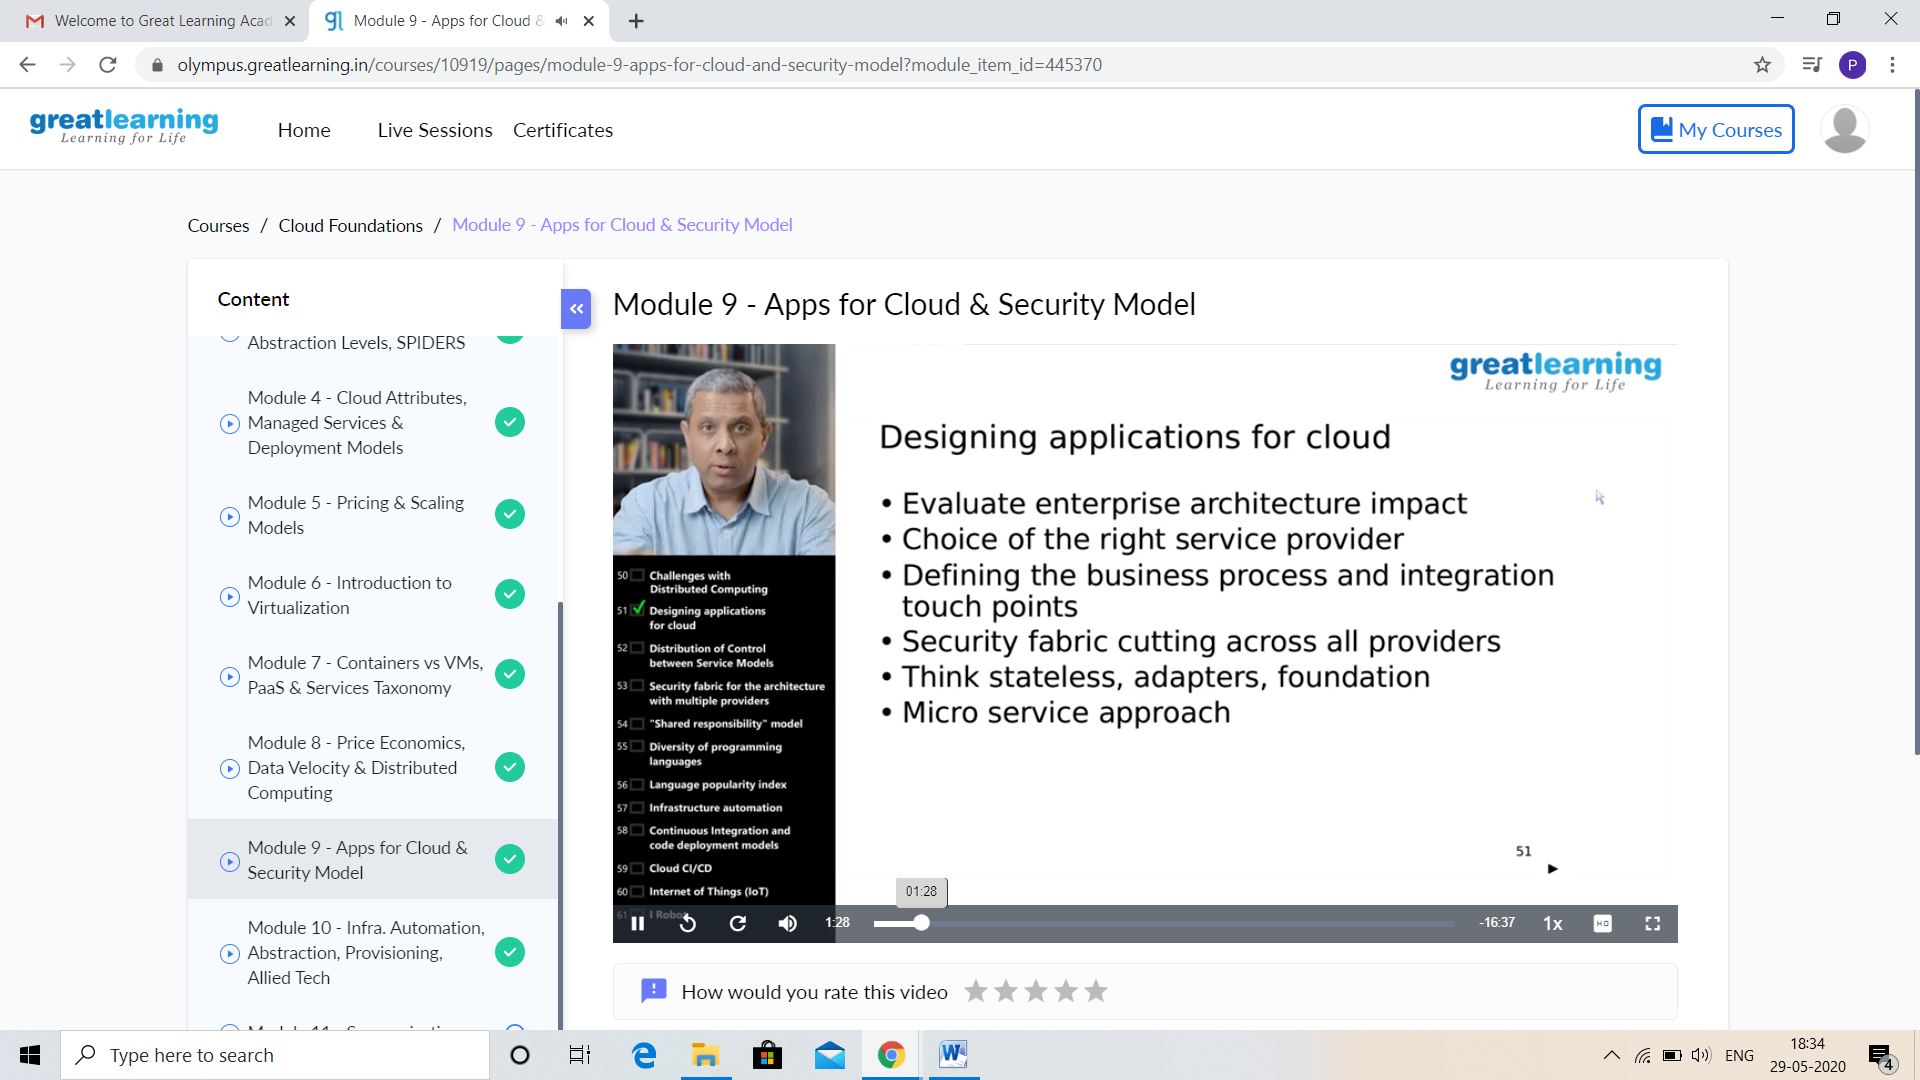 Welcome to Great Learning Acad
Module 9 - Apps for Cloud &
olympus.greatlearning.in/courses/10919/pages/module-9-apps-for-cloud-and-security-model?module_item_id=445370
P
greatlearning
Learning for Life
Home
Live Sessions
Certificates
My Courses
Courses / Cloud Foundations / Module 9 - Apps for Cloud & Security Model
Content
Abstraction Levels, SPIDERS
Module 4 - Cloud Attributes,
Managed Services &
Deployment Models
Module 5 - Pricing & Scaling
Models
Module 6 - Introduction to
Virtualization
Module 7 - Containers vs VMs,
PaaS & Services Taxonomy
Module 8 - Price Economics,
Data Velocity & Distributed
Computing
Module 9 - Apps for Cloud &
Security Model
Module 10 - Infra. Automation,
Abstraction, Provisioning,
Allied Tech
Module 9 - Apps for Cloud & Security Model
greatlearning
Learning for Life
50 Challenges with
Distributed Computing
51 Designing applications
for cloud
52 Distribution of Control
between Service Models
53 Security fabric for the architecture
with multiple providers
54 "Shared responsibility" model
55 Diversity of programming
languages
56 Language popularity index
57 Infrastructure automation
58 Continuous Integration and
code deployment models
59 Cloud CI/CD
60 Internet of Things (IoT)
61 I Robot
Designing applications for cloud
• Evaluate enterprise architecture impact
• Choice of the right service provider
• Defining the business process and integration
touch points
• Security fabric cutting across all providers
• Think stateless, adapters, foundation
• Micro service approach
51
01:28
1:28
-16:37
1x
HD
How would you rate this video
Type here to search
ENG
18:34
29-05-2020
4